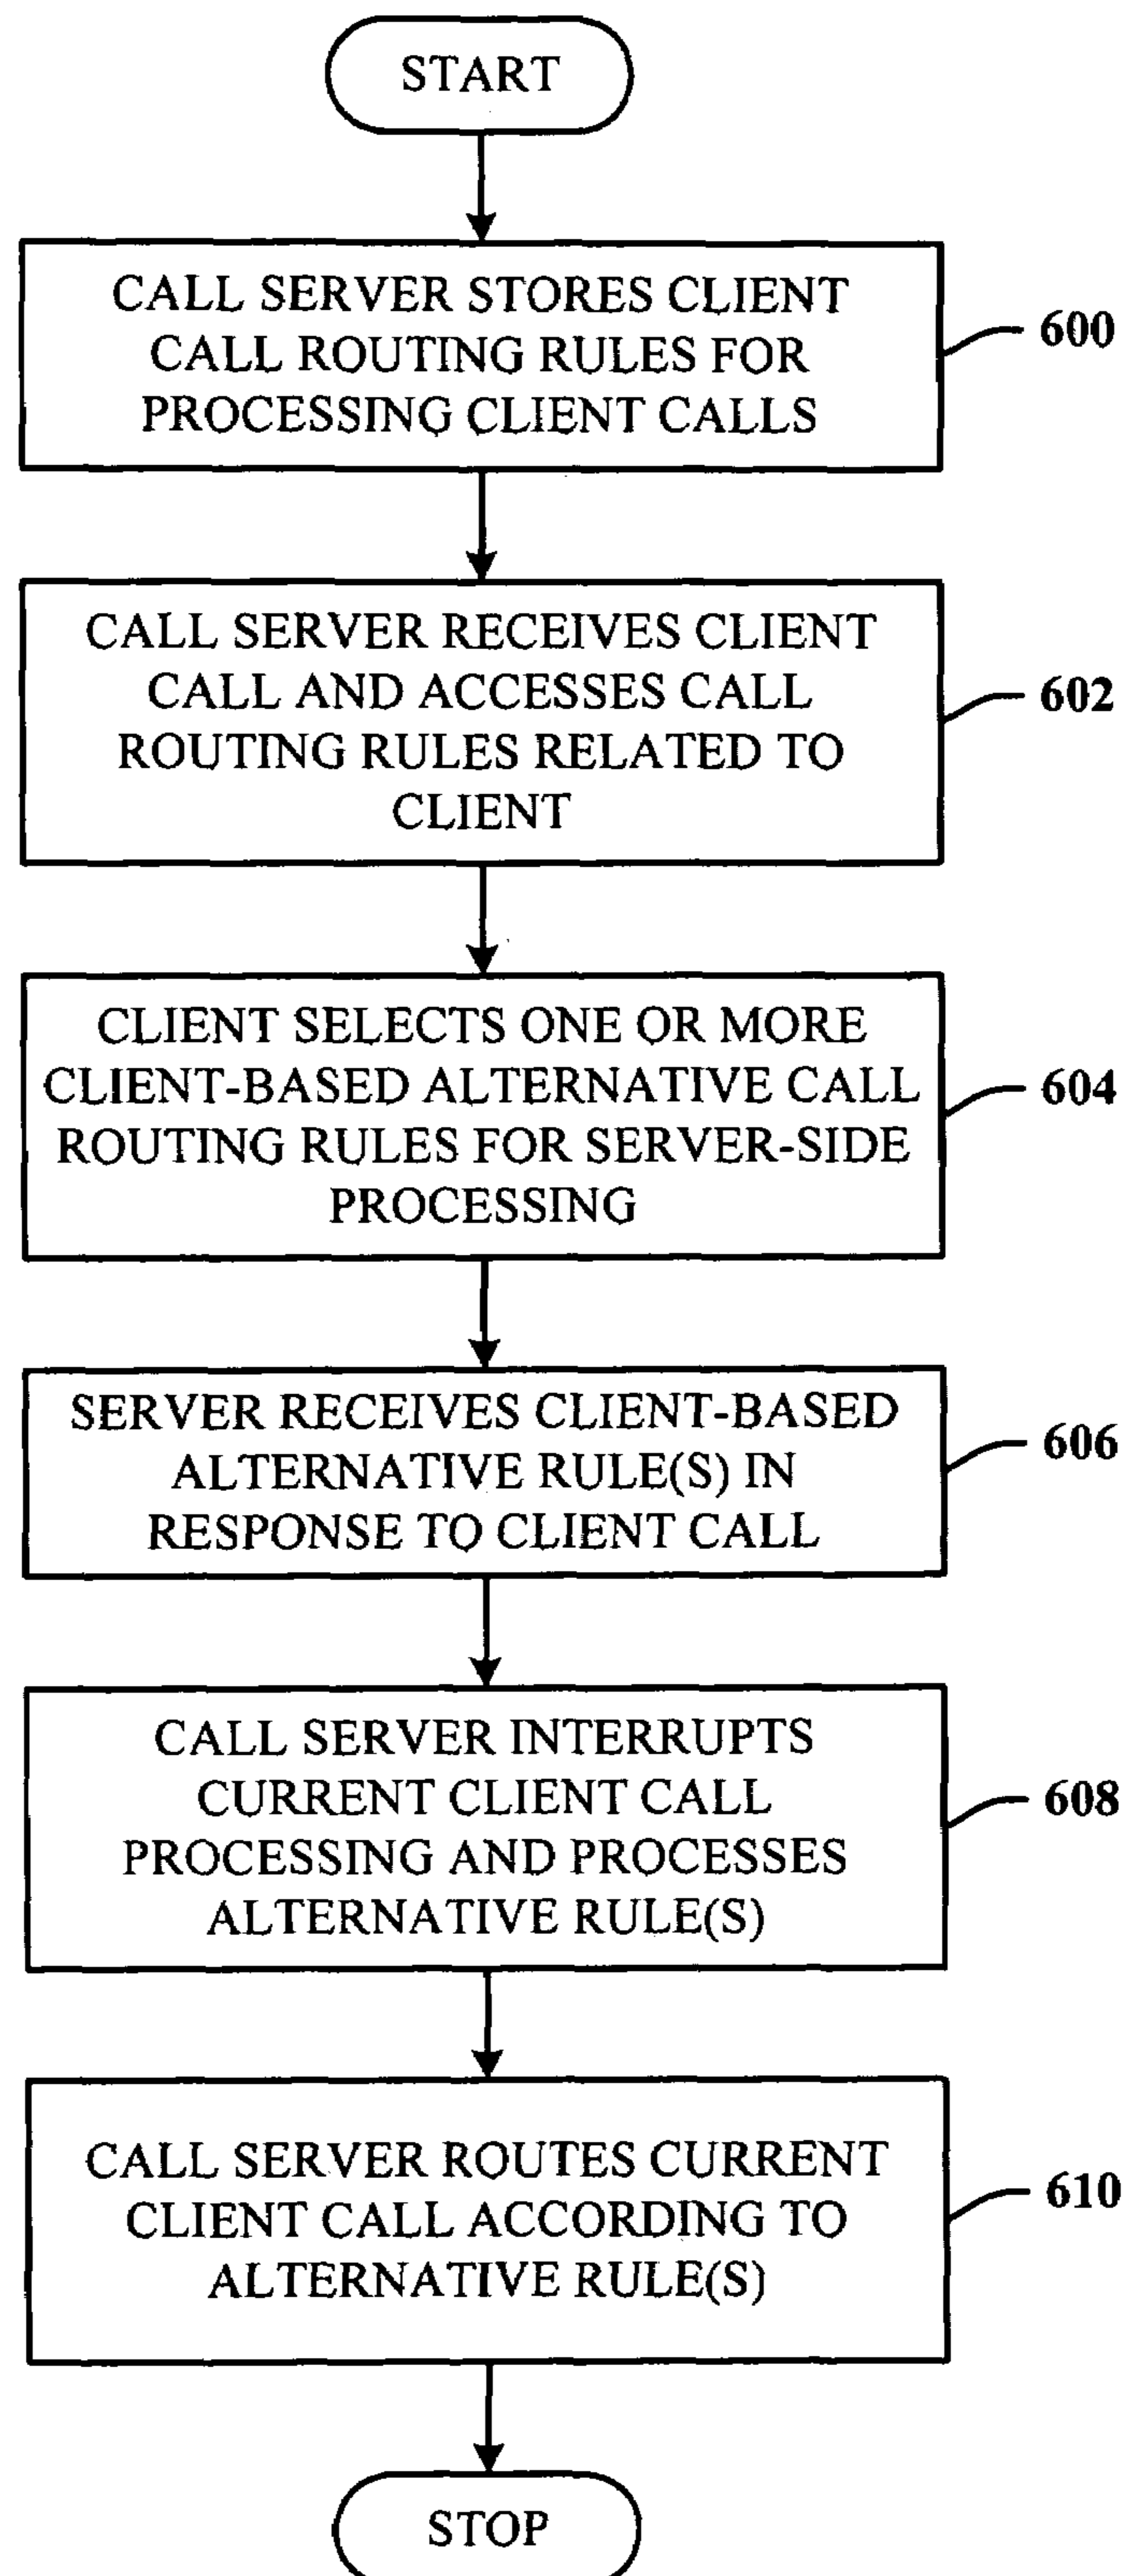 START
CALL SERVER STORES CLIENT
CALL ROUTING RULES FOR
PROCESSING CLIENT CALLS
600
CALL SERVER RECEIVES CLIENT
CALL AND ACCESSES CALL
ROUTING RULES RELATED TO
CLIENT
602
CLIENT SELECTS ONE OR MORE
CLIENT-BASED ALTERNATIVE CALL
ROUTING RULES FOR SERVER-SIDE
PROCESSING
604
SERVER RECEIVES CLIENT-BASED
ALTERNATIVE RULE(S) IN
RESPONSE TO CLIENT CALL
606
CALL SERVER INTERRUPTS
CURRENT CLIENT CALL
PROCESSING AND PROCESSES
ALTERNATIVE RULE(S)
608
CALL SERVER ROUTES CURRENT
CLIENT CALL ACCORDING TO
ALTERNATIVE RULE(S)
610
STOP